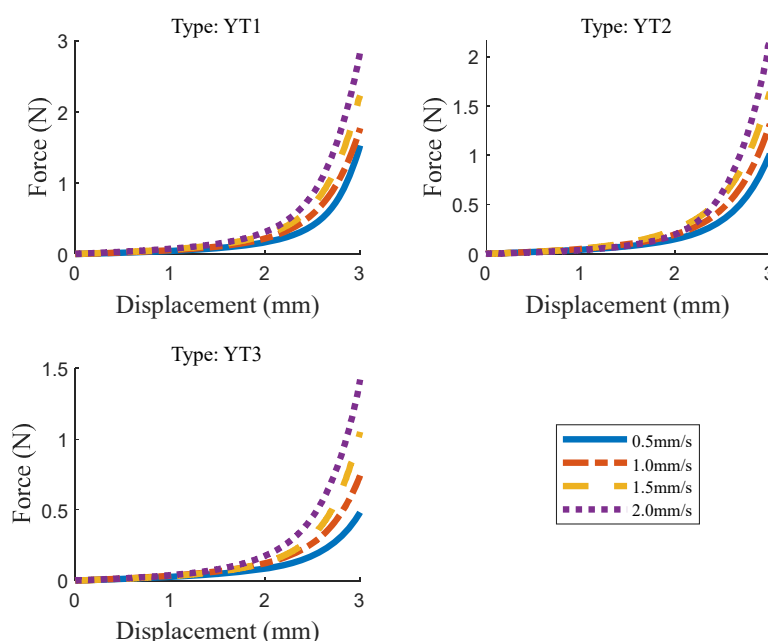 Type: YT1
3
2
1
0
Force (N)
0 1 2 3
Displacement (mm)
Type: YT2
2
1.5
1
0.5
0
Force (N)
0 1 2 3
Displacement (mm)
Type: YT3
1.5
1
0.5
0
Force (N)
0 1 2 3
Displacement (mm)
0.5mm/s
1.0mm/s
1.5mm/s
2.0mm/s